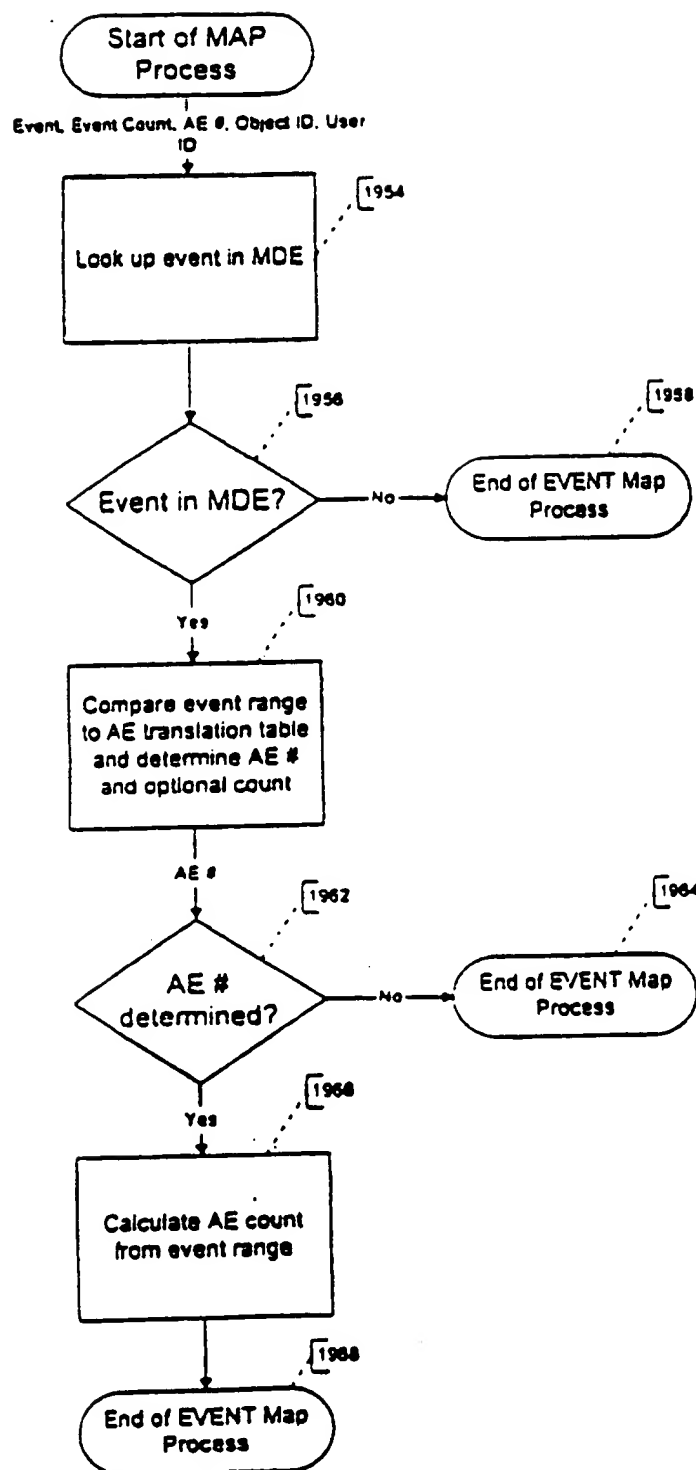 Start of MAP
Process
Event, Event Count, AE #, Object ID, User
ID
1954
Look up event in MDE
1956
1958
Event in MDE?
No
End of EVENT Map
Process
Yes
1960
Compare event range
to AE translation table
and determine AE #
and optional count
AE #
1962
1964
AE #
determined?
No
End of EVENT Map
Process
Yes
1966
Calculate AE count
from event range
1968
End of EVENT Map
Process